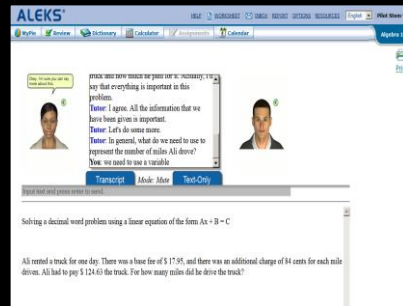 ALEKS®
HELP WORKSHEET INBOX REPORT OPTIONS RESOURCES English Pilot Store
MyPie Review Dictionary Calculator Assignments Calendar
Algebra 1
Okay. I'm sure you can say more about this.
truck and how much he paid for it. Actually, I'd
say that everything is important in this
problem.
Tutor: I agree. All the information that we
have been given is important.
Tutor: Let's do some more.
Tutor: In general, what do we need to use to
represent the number of miles Ali drove?
You: we need to use a variable
Transcript Mode: Mute Text-Only
Input text and press enter to send
Solving a decimal word problem using a linear equation of the form Ax + B = C
Ali rented a truck for one day. There was a base fee of $ 17.95, and there was an additional charge of 84 cents for each mile
driven. Ali had to pay $ 124.63 the truck. For how many miles did he drive the truck?